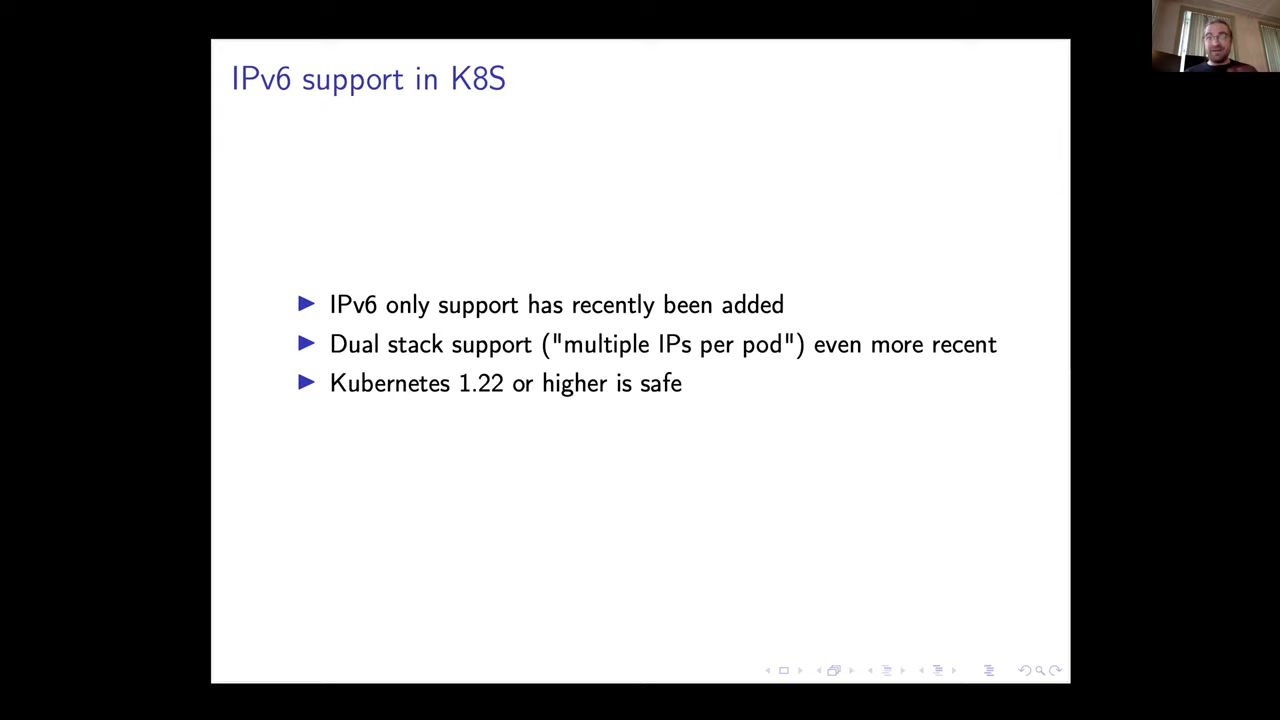 IPv6 support in K8S
IPv6 only support has recently been added
Dual stack support ("multiple IPs per pod") even more recent
Kubernetes 1.22 or higher is safe